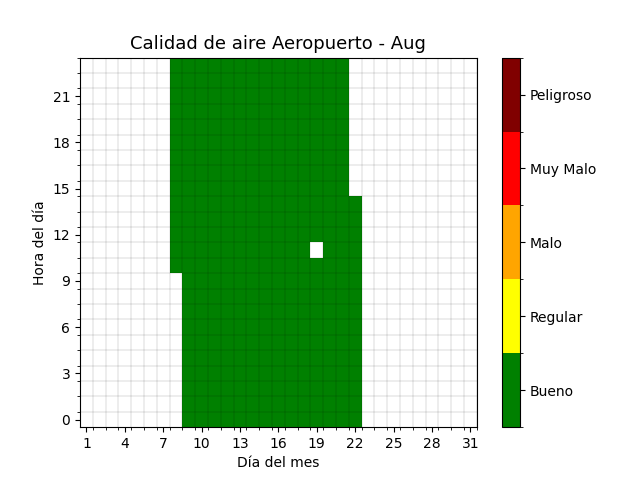 Calidad de aire Aeropuerto - Aug
Hora del día
21
18
15
12
9
6
3
0
1 4 7 10 13 16 19 22 25 28 31
Día del mes
Peligroso
Muy Malo
Malo
Regular
Bueno